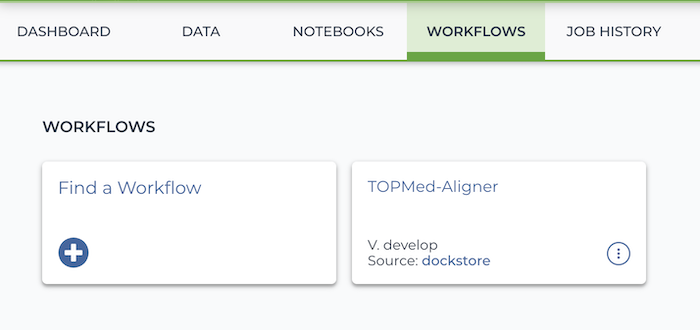 DASHBOARD DATA NOTEBOOKS WORKFLOWS JOB HISTORY
WORKFLOWS
Find a Workflow
TOPMed-Aligner
V. develop
Source: dockstore